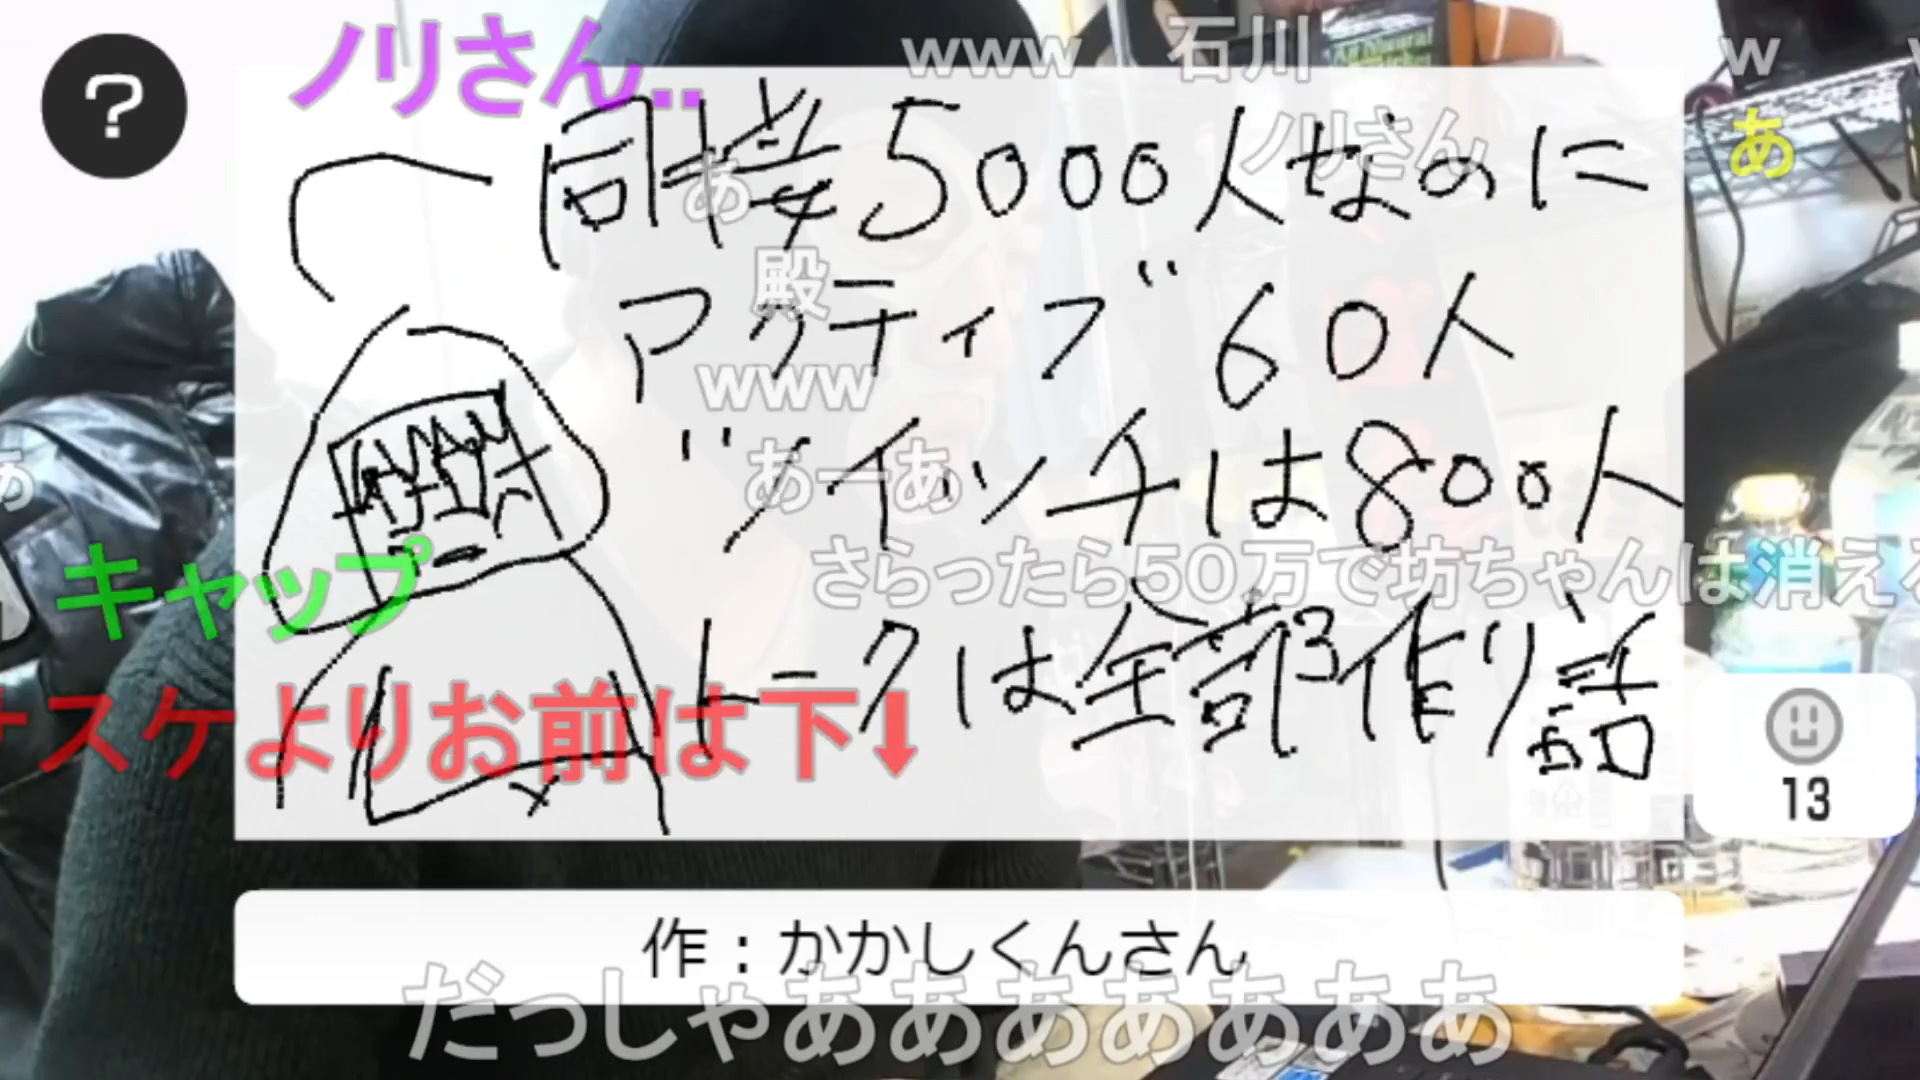 ?
ノリさん..
www
石川
w
同接5000人なのに
ノリさん
あ
あ
殿
アクティブ60人
www
ツイッチは800人
あーあ
あ
さらったら50万で坊ちゃんは消える
キャップ
トークは全部作り話
サスケよりお前は下⬇
13
作：かかしくんさん
だっしゃあああああああ